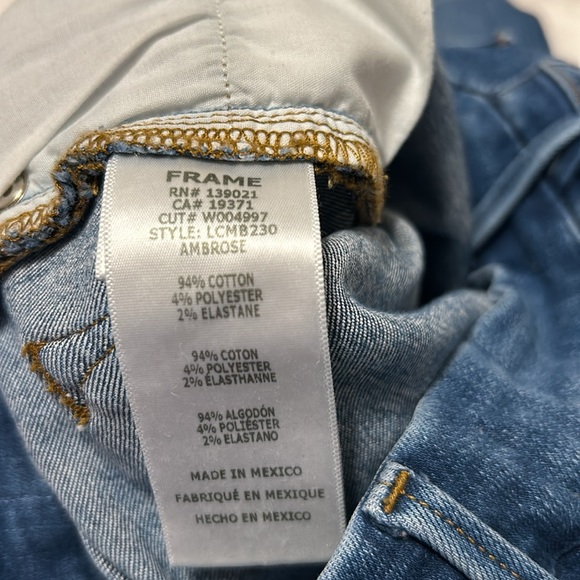 FRAME
RN# 139021
CA# 19371
CUT# W004997
STYLE: LCMB230
AMBROSE
94% COTTON
4% POLYESTER
2% ELASTANE
94% COTON
4% POLYESTER
2% ÉLASTHANNE
94% ALGODÓN
4% POLIÉSTER
2% ELASTANO
MADE IN MEXICO
FABRIQUÉ EN MEXIQUE
HECHO EN MEXICO